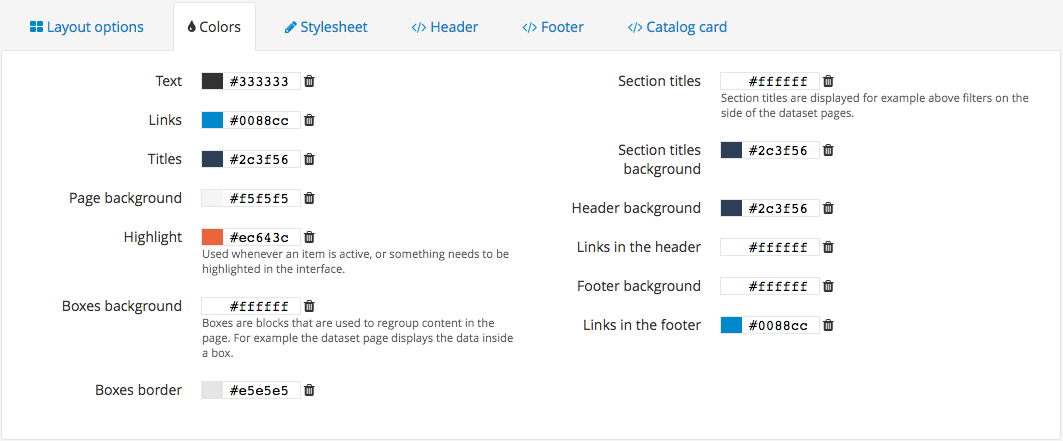 Layout options
Colors
Stylesheet
</> Header
</> Footer
</> Catalog card
Text
#333333
Links
#0088cc
Titles
#2c3f56
Page background
#f5f5f5
Highlight
#ec643c
Used whenever an item is active, or something needs to be
highlighted in the interface.
Boxes background
#ffffff
Boxes are blocks that are used to regroup content in the
page. For example the dataset page displays the data inside
a box.
Boxes border
#e5e5e5
Section titles
#ffffff
Section titles are displayed for example above filters on the
side of the dataset pages.
Section titles
background
#2c3f56
Header background
#2c3f56
Links in the header
#ffffff
Footer background
#ffffff
Links in the footer
#0088cc